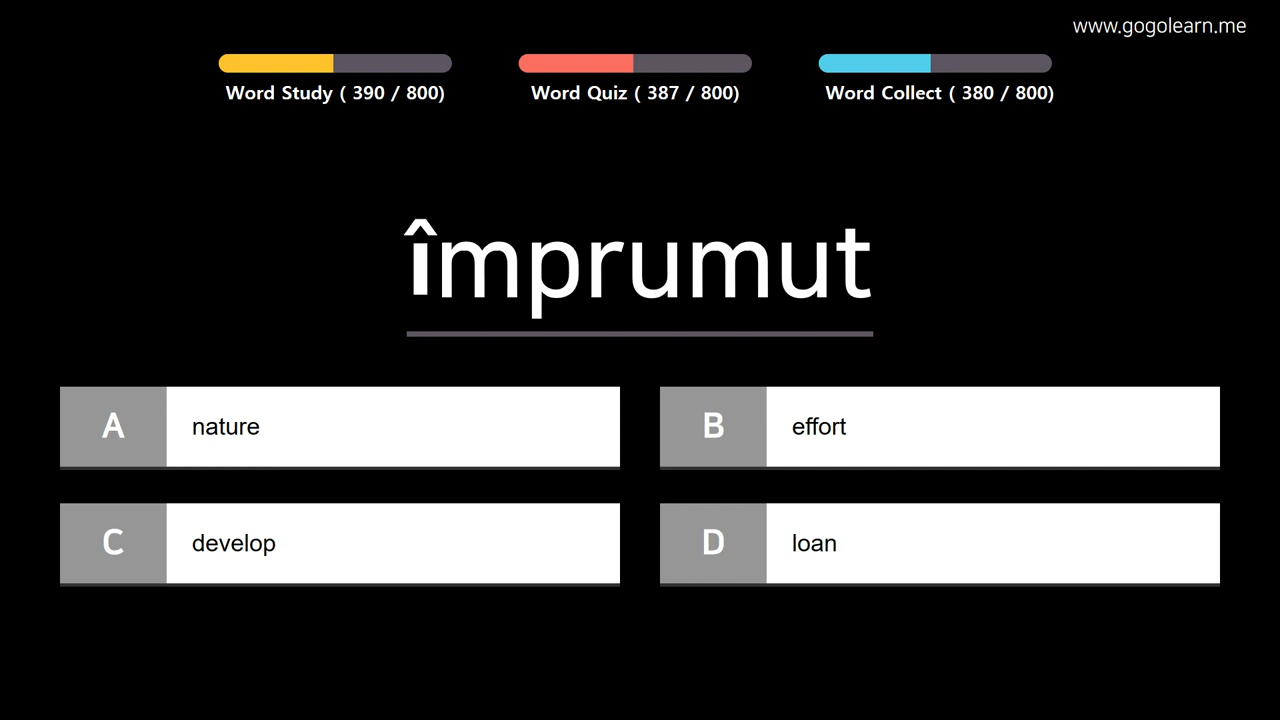 www.gogolearn.me
Word Study ( 390 / 800)
Word Quiz ( 387 / 800)
Word Collect ( 380 / 800)
împrumut
A nature
B effort
C develop
D loan